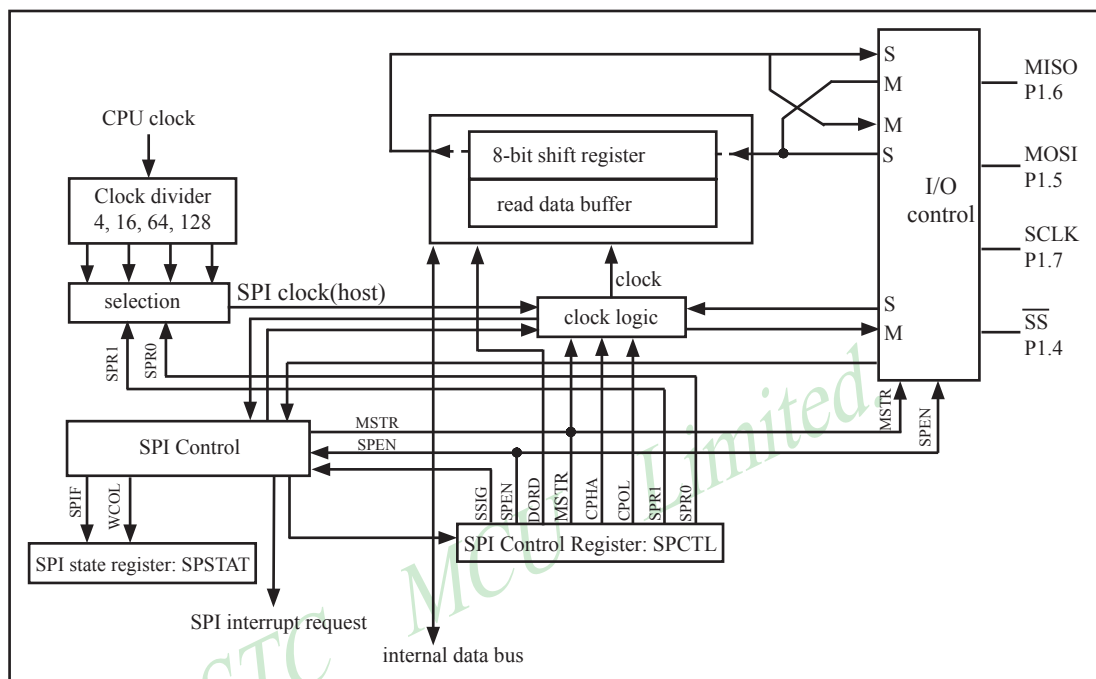 S
MISO
M
P1.6
CPU clock
M
8-bit shift register
S
MOSI
P1.5
Clock divider
4, 16, 64, 128
I/O
control
read data buffer
SCLK
P1.7
clock
selection
SPI clock(host)
S
clock logic
M
SS
P1.4
SPR1
SPR0
MSTR
SPEN
MSTR
SPEN
SPI Control
SPIF
WCOL
SSIG
SPEN
DORD
MSTR
CPHA
CPOL
SPR1
SPR0
SPI Control Register: SPCTL
SPI state register: SPSTAT
SPI interrupt request
internal data bus
STC MCU Limited.